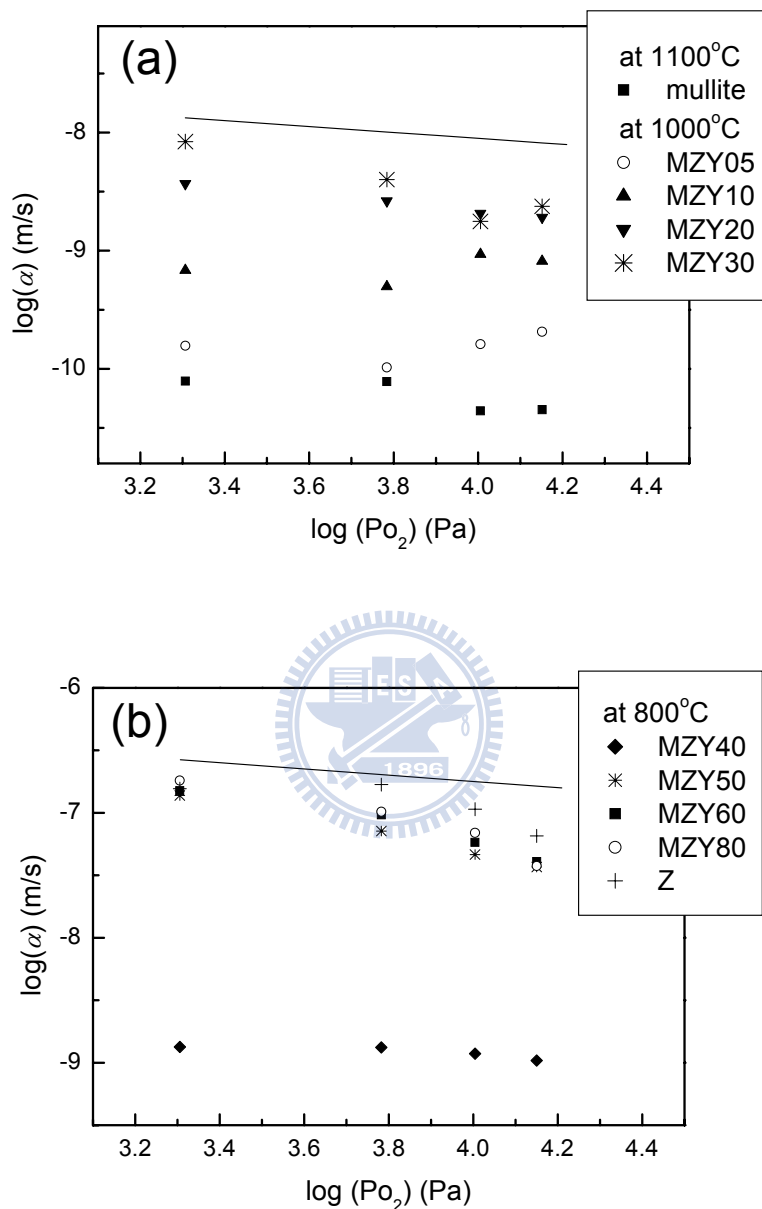 (a)
at 1100°C
mullite
at 1000°C
MZY05
MZY10
MZY20
MZY30
-8
-9
-10
log(α) (m/s)
3.2 3.4 3.6 3.8 4.0 4.2 4.4
log (Po₂) (Pa)
(b)
at 800°C
MZY40
MZY50
MZY60
MZY80
Z
-6
-7
-8
-9
log(α) (m/s)
E S
1896
3.2 3.4 3.6 3.8 4.0 4.2 4.4
log (Po₂) (Pa)